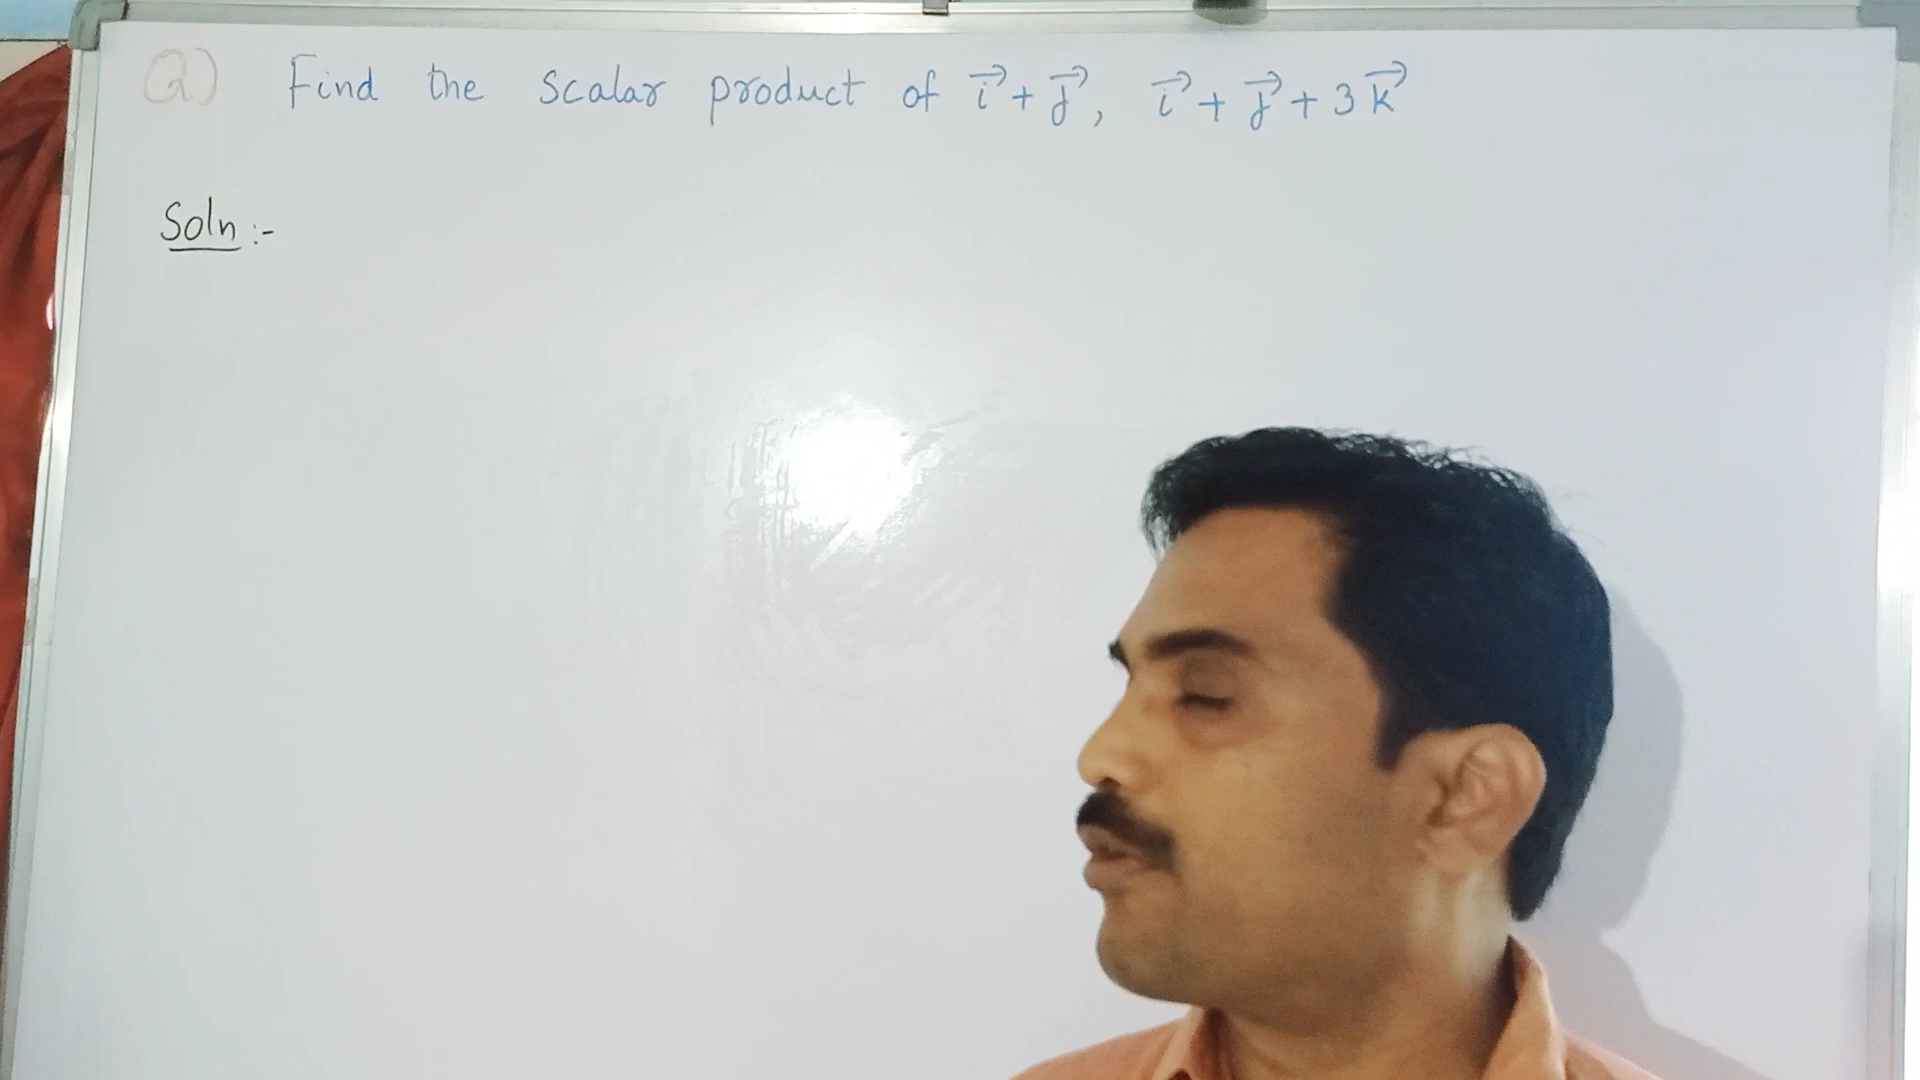 Q) Find the scalar product of i⃗ + j⃗, i⃗ + j⃗ + 3k⃗
Soln :-